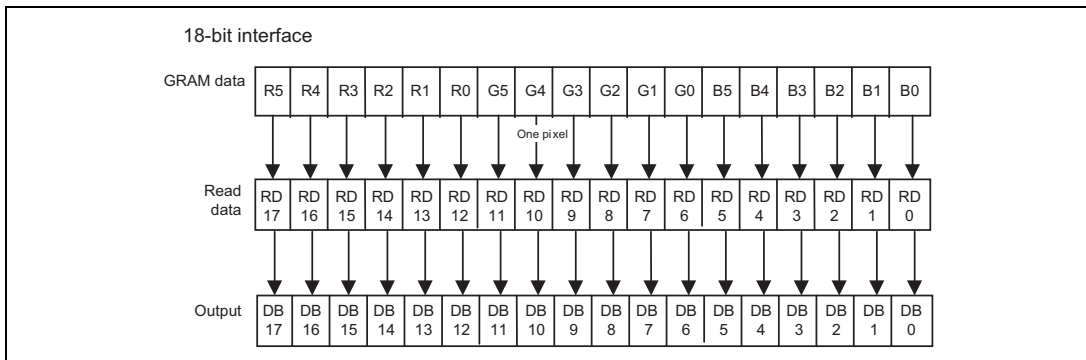 18-bit interface
GRAM data R5 R4 R3 R2 R1 R0 G5 G4 G3 G2 G1 G0 B5 B4 B3 B2 B1 B0
One pixel
Read data RD 17 RD 16 RD 15 RD 14 RD 13 RD 12 RD 11 RD 10 RD 9 RD 8 RD 7 RD 6 RD 5 RD 4 RD 3 RD 2 RD 1 RD 0
Output DB 17 DB 16 DB 15 DB 14 DB 13 DB 12 DB 11 DB 10 DB 9 DB 8 DB 7 DB 6 DB 5 DB 4 DB 3 DB 2 DB 1 DB 0